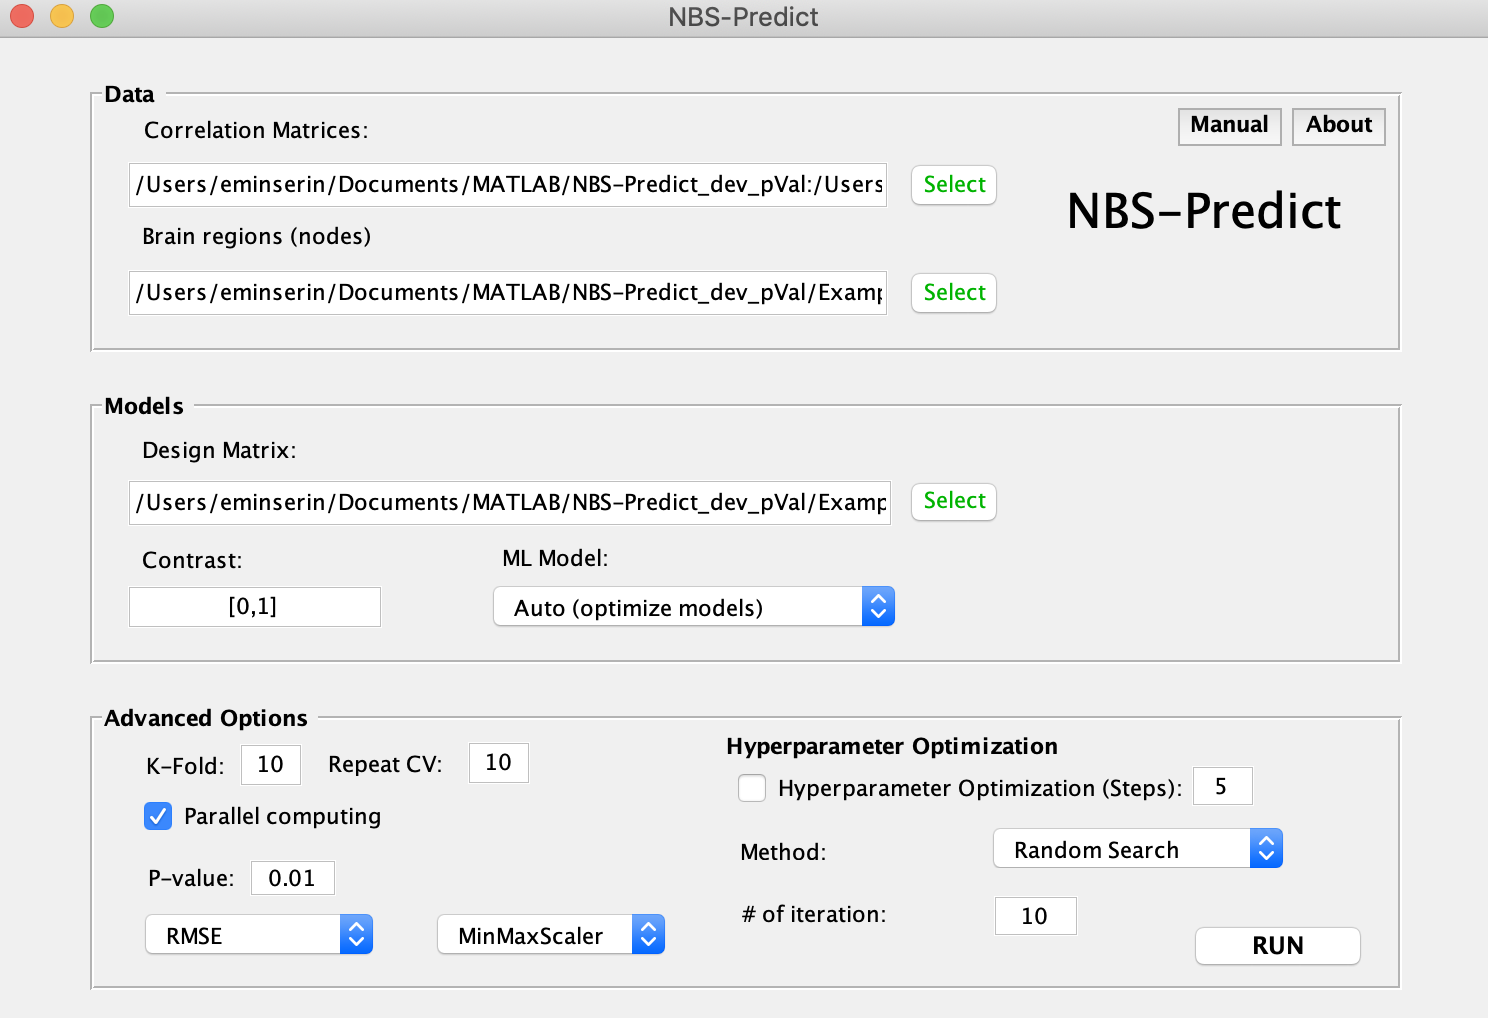 NBS-Predict
Data
Correlation Matrices:
Manual
About
/Users/eminserin/Documents/MATLAB/NBS-Predict_dev_pVal:/Users
Select
NBS-Predict
Brain regions (nodes)
/Users/eminserin/Documents/MATLAB/NBS-Predict_dev_pVal/Examp
Select
Models
Design Matrix:
/Users/eminserin/Documents/MATLAB/NBS-Predict_dev_pVal/Examp
Select
Contrast:
ML Model:
[0,1]
Auto (optimize models)
Advanced Options
K-Fold: 10
Repeat CV: 10
Parallel computing
P-value: 0.01
RMSE
MinMaxScaler
Hyperparameter Optimization
Hyperparameter Optimization (Steps): 5
Method: Random Search
# of iteration: 10
RUN